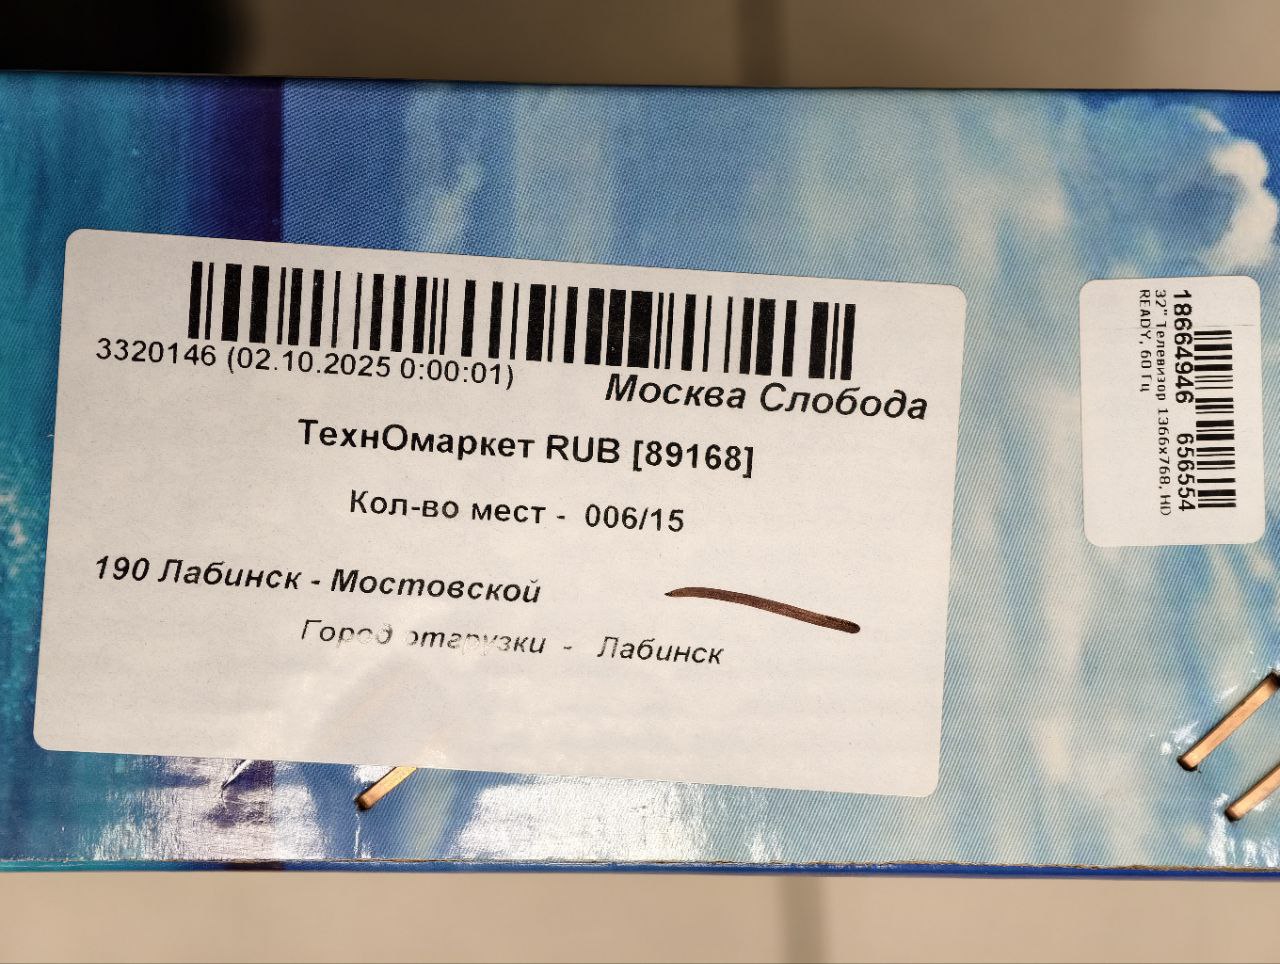 3320146 (02.10.2025 0:00:01)
Москва Слобода
ТехнОмаркет RUB [89168]
Кол-во мест - 006/15
190 Лабинск - Мостовской
Город отгрузки - Лабинск
18664946 656554
32" Телевизор 1366x768, HD
READY, 60 Гц